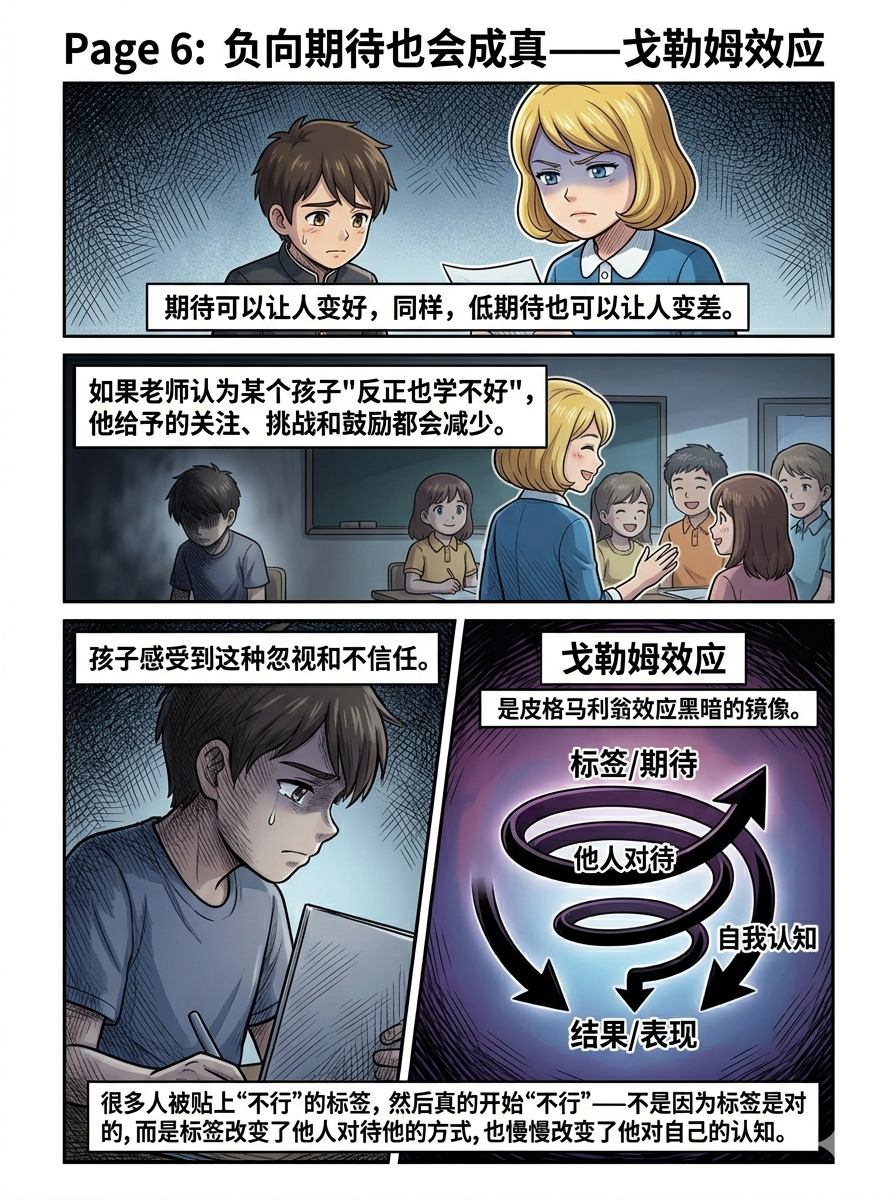 Page 6: 负向期待也会成真——戈勒姆效应
期待可以让人变好，同样，低期待也可以让人变差。
如果老师认为某个孩子"反正也学不好"，
他给予的关注、挑战和鼓励都会减少。
孩子感受到这种忽视和不信任。
戈勒姆效应
是皮格马利翁效应黑暗的镜像。
标签/期待
他人对待
自我认知
结果/表现
很多人被贴上“不行”的标签，然后真的开始“不行”——不是因为标签是对
的，而是标签改变了他人对待他的方式，也慢慢改变了他对自己的认知。